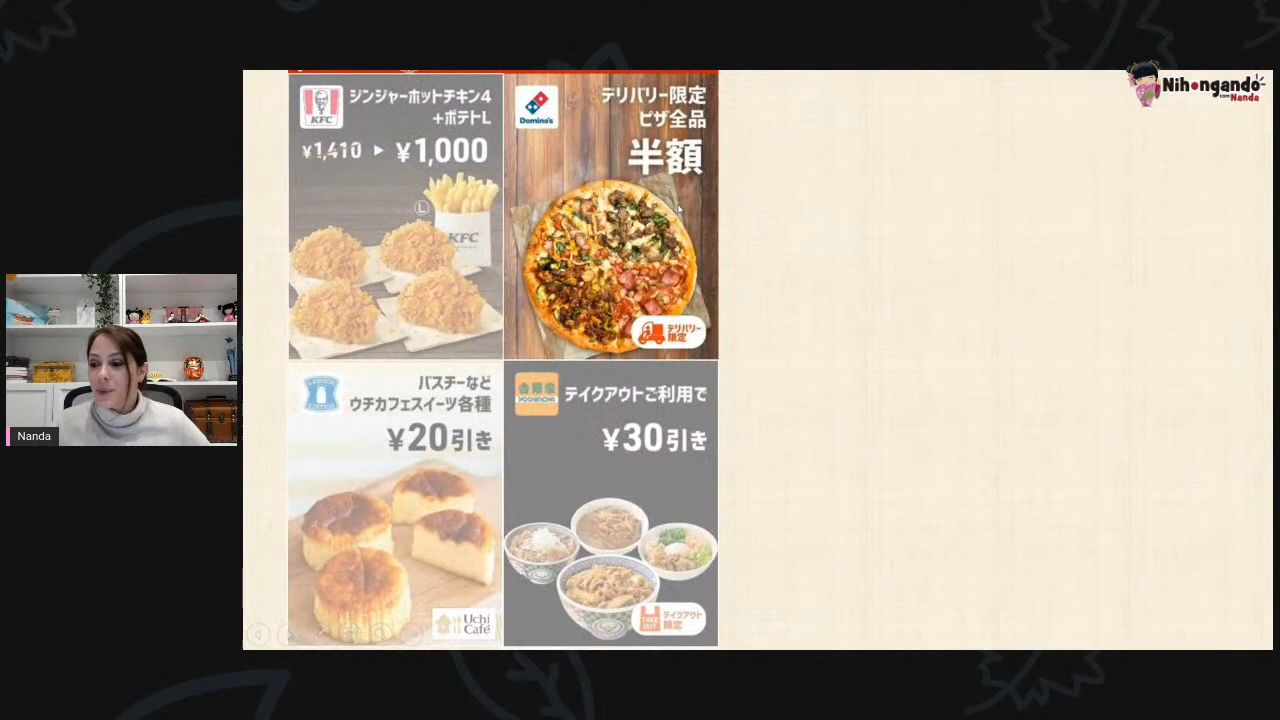 Nihongando
com Nanda
KFC
ジンジャーホットチキン4
+ポテトL
¥1,410 ▶ ¥1,000
Ⓛ
KFC
Domino's
デリバリー限定
ピザ全品
半額
デリバリー
限定
LAWSON
STATION
バスチーなど
ウチカフェスイーツ各種
¥20引き
Uchi
Café
吉野家
YOSHINOYA
テイクアウトご利用で
¥30引き
TAKE
OUT
テイクアウト
限定
Nanda